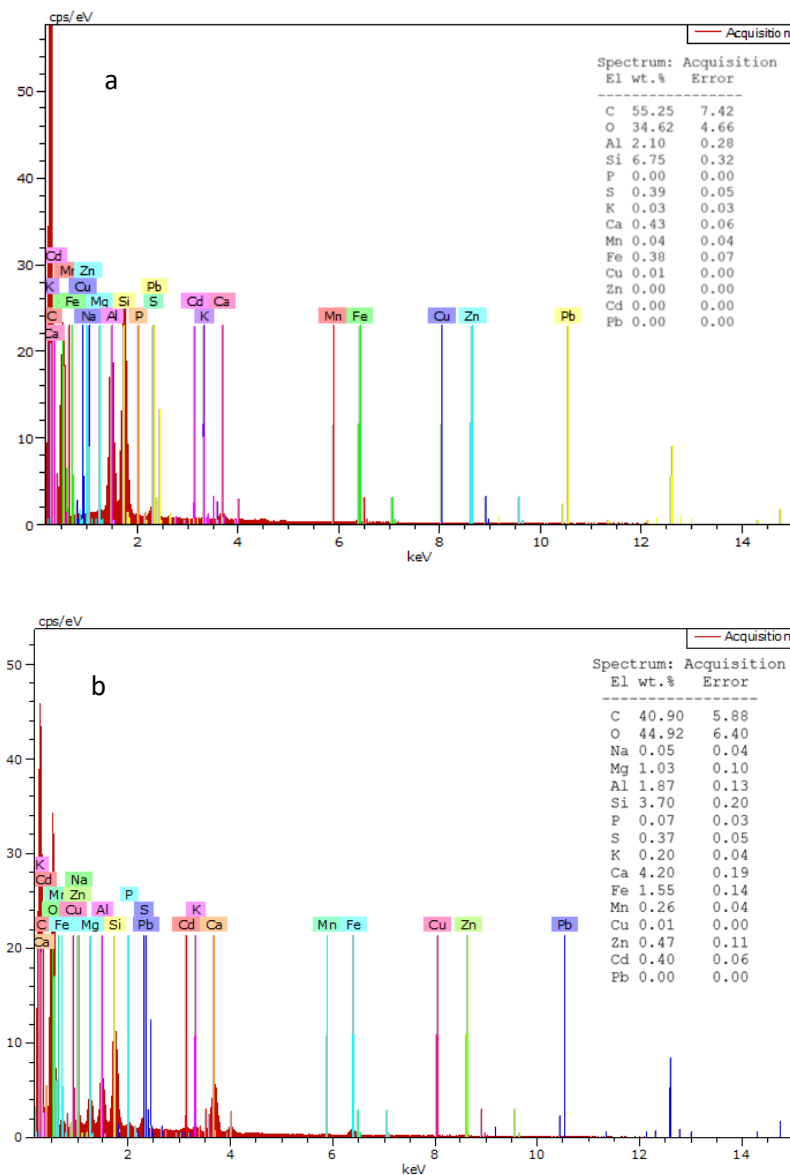 cps/eV
Acquisition
a
Spectrum: Acquisition
El wt.% Error
------------------
C 55.25 7.42
O 34.62 4.66
Al 2.10 0.28
Si 6.75 0.32
P 0.00 0.00
S 0.39 0.05
K 0.03 0.03
Ca 0.43 0.06
Mn 0.04 0.04
Fe 0.38 0.07
Cu 0.01 0.00
Zn 0.00 0.00
Cd 0.00 0.00
Pb 0.00 0.00
50
40
30
Cd
Mn Zn
K Cu Pb Cd Ca
Fe Mg Si S
C Na Al P K Mn Fe Cu Zn Pb
Ca
20
10
0
2 4 6 8 10 12 14
keV
cps/eV
Acquisition
b
Spectrum: Acquisition
El wt.% Error
------------------
C 40.90 5.88
O 44.92 6.40
Na 0.05 0.04
Mg 1.03 0.10
Al 1.87 0.13
Si 3.70 0.20
P 0.07 0.03
S 0.37 0.05
K 0.20 0.04
Ca 4.20 0.19
Fe 1.55 0.14
Mn 0.26 0.04
Cu 0.01 0.00
Zn 0.47 0.11
Cd 0.40 0.06
Pb 0.00 0.00
50
40
30
K
Cd Na
Mn Zn P
O Cu Al S K
C Fe Mg Si Pb Cd Ca Mn Fe Cu Zn Pb
Ca
20
10
0
2 4 6 8 10 12 14
keV